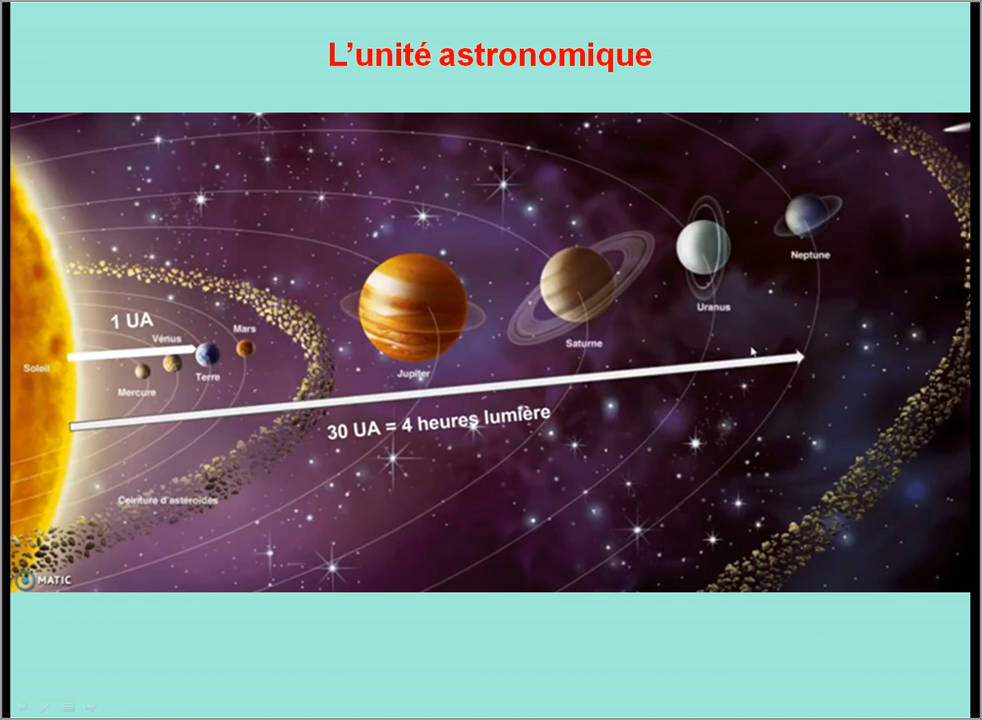 L'unité astronomique
Neptune
Uranus
1 UA
Mars
Vénus
Saturne
Soleil
Terre
Jupiter
Mercure
30 UA = 4 heures lumière
Ceinture d'astéroïdes
MATIC